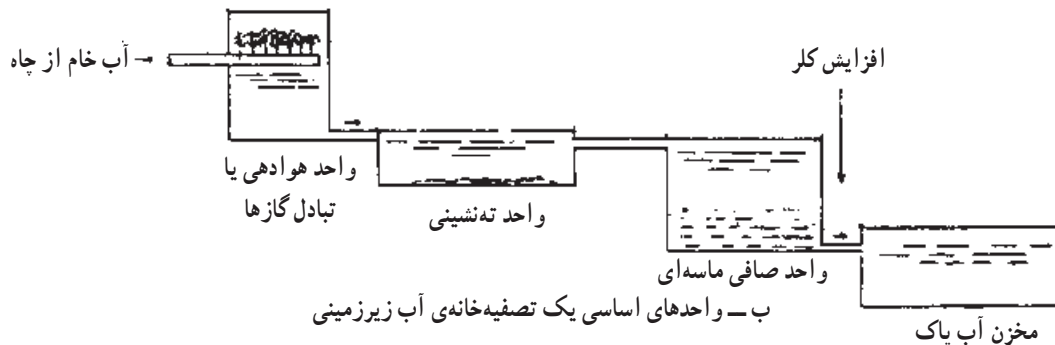 آب خام از چاه
افزایش کلر
واحد هوادهی یا
تبادل گازها
واحد ته‌نشینی
واحد صافی ماسه‌ای
مخزن آب پاک
ب ــ واحدهای اساسی یک تصفیه‌خانه‌ی آب زیرزمینی